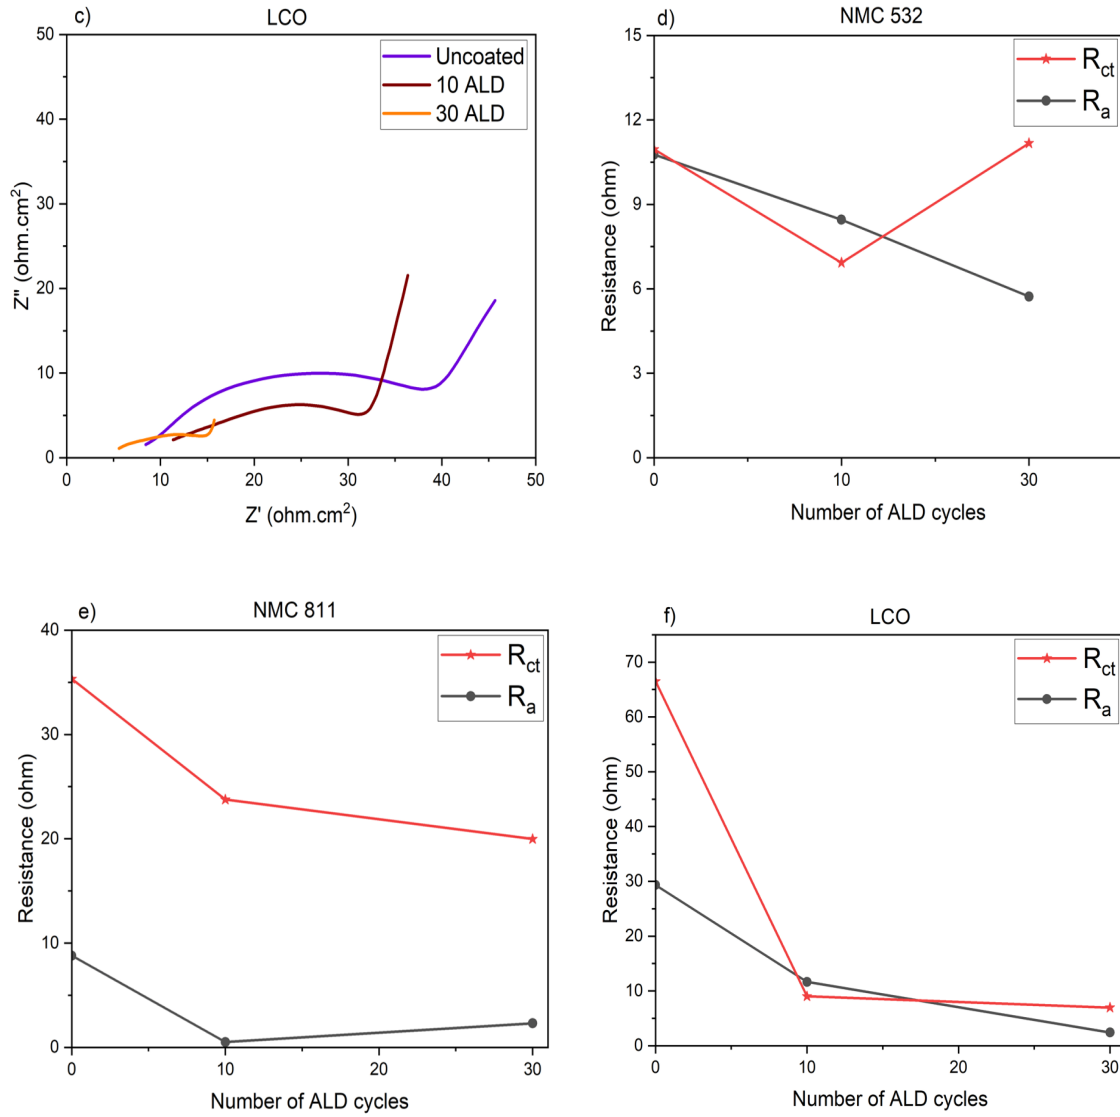 c)
LCO
50
40
30
20
10
0
0
10
20
30
40
50
Z'' (ohm.cm²)
Z' (ohm.cm²)
Uncoated
10 ALD
30 ALD
d)
NMC 532
15
12
9
6
3
0
0
10
30
Resistance (ohm)
Number of ALD cycles
Rct
Ra
e)
NMC 811
40
30
20
10
0
0
10
20
30
Resistance (ohm)
Number of ALD cycles
Rct
Ra
f)
LCO
70
60
50
40
30
20
10
0
0
10
20
30
Resistance (ohm)
Number of ALD cycles
Rct
Ra